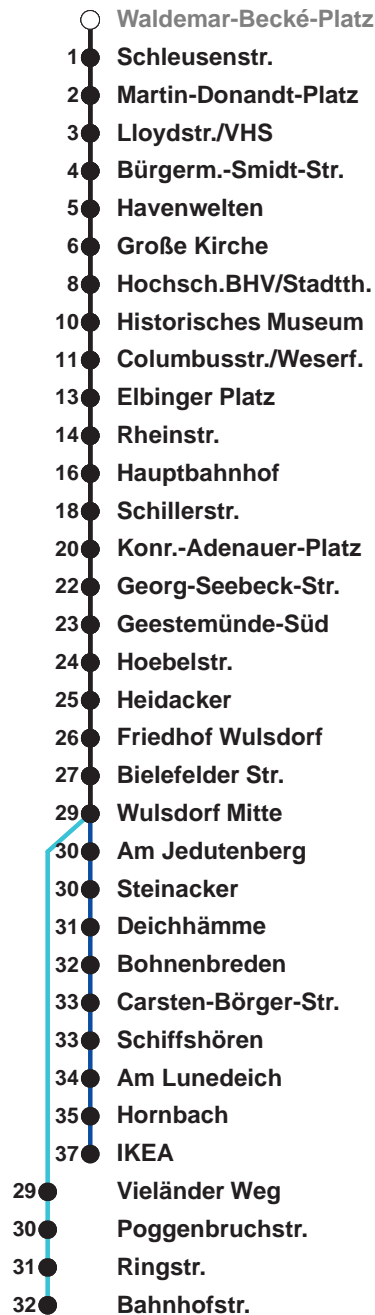 Waldemar-Becké-Platz
1 Schleusenstr.
2 Martin-Donandt-Platz
3 Lloydstr./VHS
4 Bürgerm.-Smidt-Str.
5 Havenwelten
6 Große Kirche
8 Hochsch.BHV/Stadtth.
10 Historisches Museum
11 Columbusstr./Weserf.
13 Elbinger Platz
14 Rheinstr.
16 Hauptbahnhof
18 Schillerstr.
20 Konr.-Adenauer-Platz
22 Georg-Seebeck-Str.
23 Geestemünde-Süd
24 Hoebelstr.
25 Heidacker
26 Friedhof Wulsdorf
27 Bielefelder Str.
29 Wulsdorf Mitte
30 Am Jedutenberg
30 Steinacker
31 Deichhämme
32 Bohnenbreden
33 Carsten-Börger-Str.
33 Schiffshören
34 Am Lunedeich
35 Hornbach
37 IKEA
29 Vieländer Weg
30 Poggenbruchstr.
31 Ringstr.
32 Bahnhofstr.